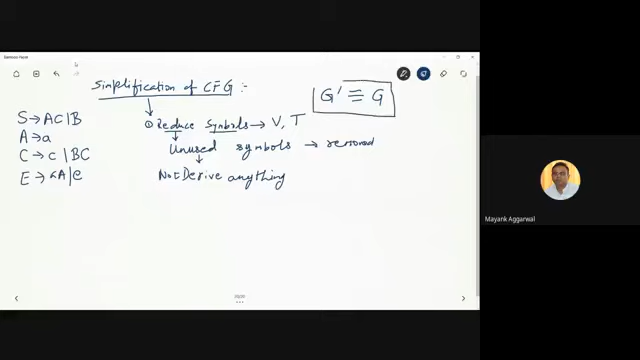 Simplification of CFG :-
G' ≡ G
S → AC | B
A → a
C → c | BC
E → aA | e
① Reduce Symbols → V, T
Unused symbols → removed
Not Derive anything
Mayank Aggarwal